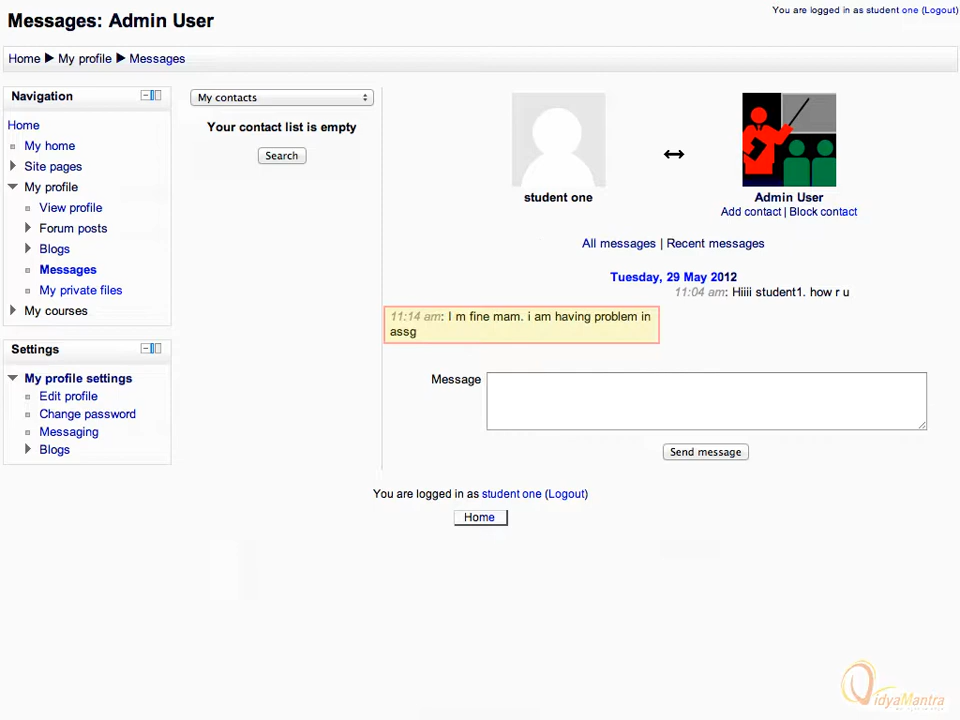 Messages: Admin User
You are logged in as student one (Logout)
Home ▶ My profile ▶ Messages
Navigation
Home
My home
Site pages
My profile
View profile
Forum posts
Blogs
Messages
My private files
My courses
Settings
My profile settings
Edit profile
Change password
Messaging
Blogs
My contacts
Your contact list is empty
Search
student one
Admin User
Add contact | Block contact
All messages | Recent messages
Tuesday, 29 May 2012
11:04 am: Hiiii student1. how r u
11:14 am: I m fine mam. i am having problem in
assg
Message
Send message
You are logged in as student one (Logout)
Home
VidyaMantra